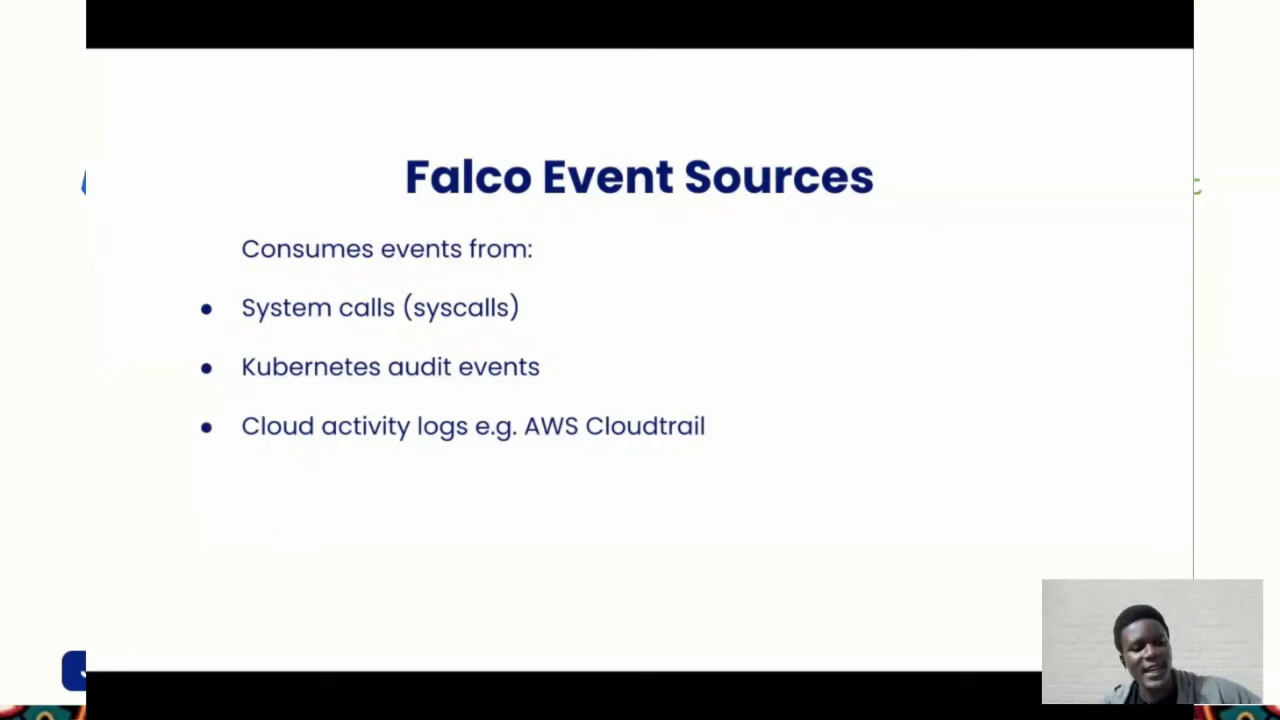 Falco Event Sources
Consumes events from:
● System calls (syscalls)
● Kubernetes audit events
● Cloud activity logs e.g. AWS Cloudtrail